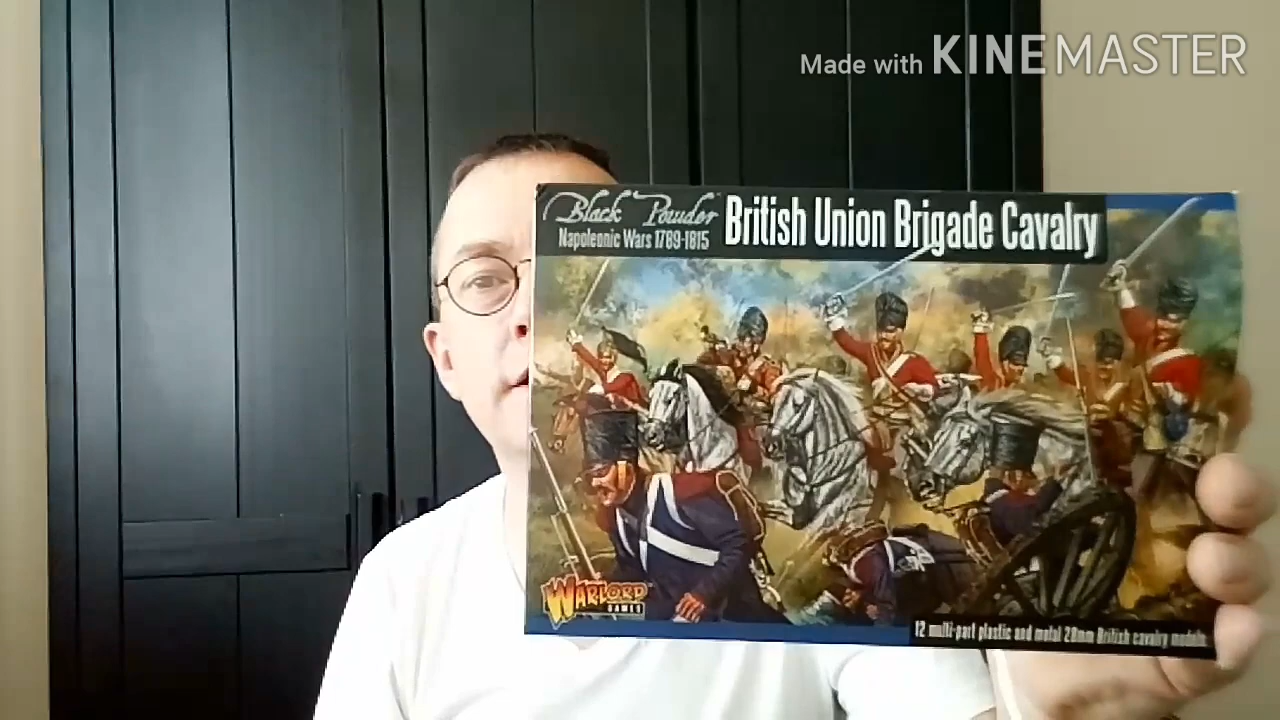 Made with KINEMASTER
Black Powder
Napoleonic Wars 1789-1815
British Union Brigade Cavalry
WARLORD
GAMES
12 multi-part plastic and metal 28mm British cavalry models